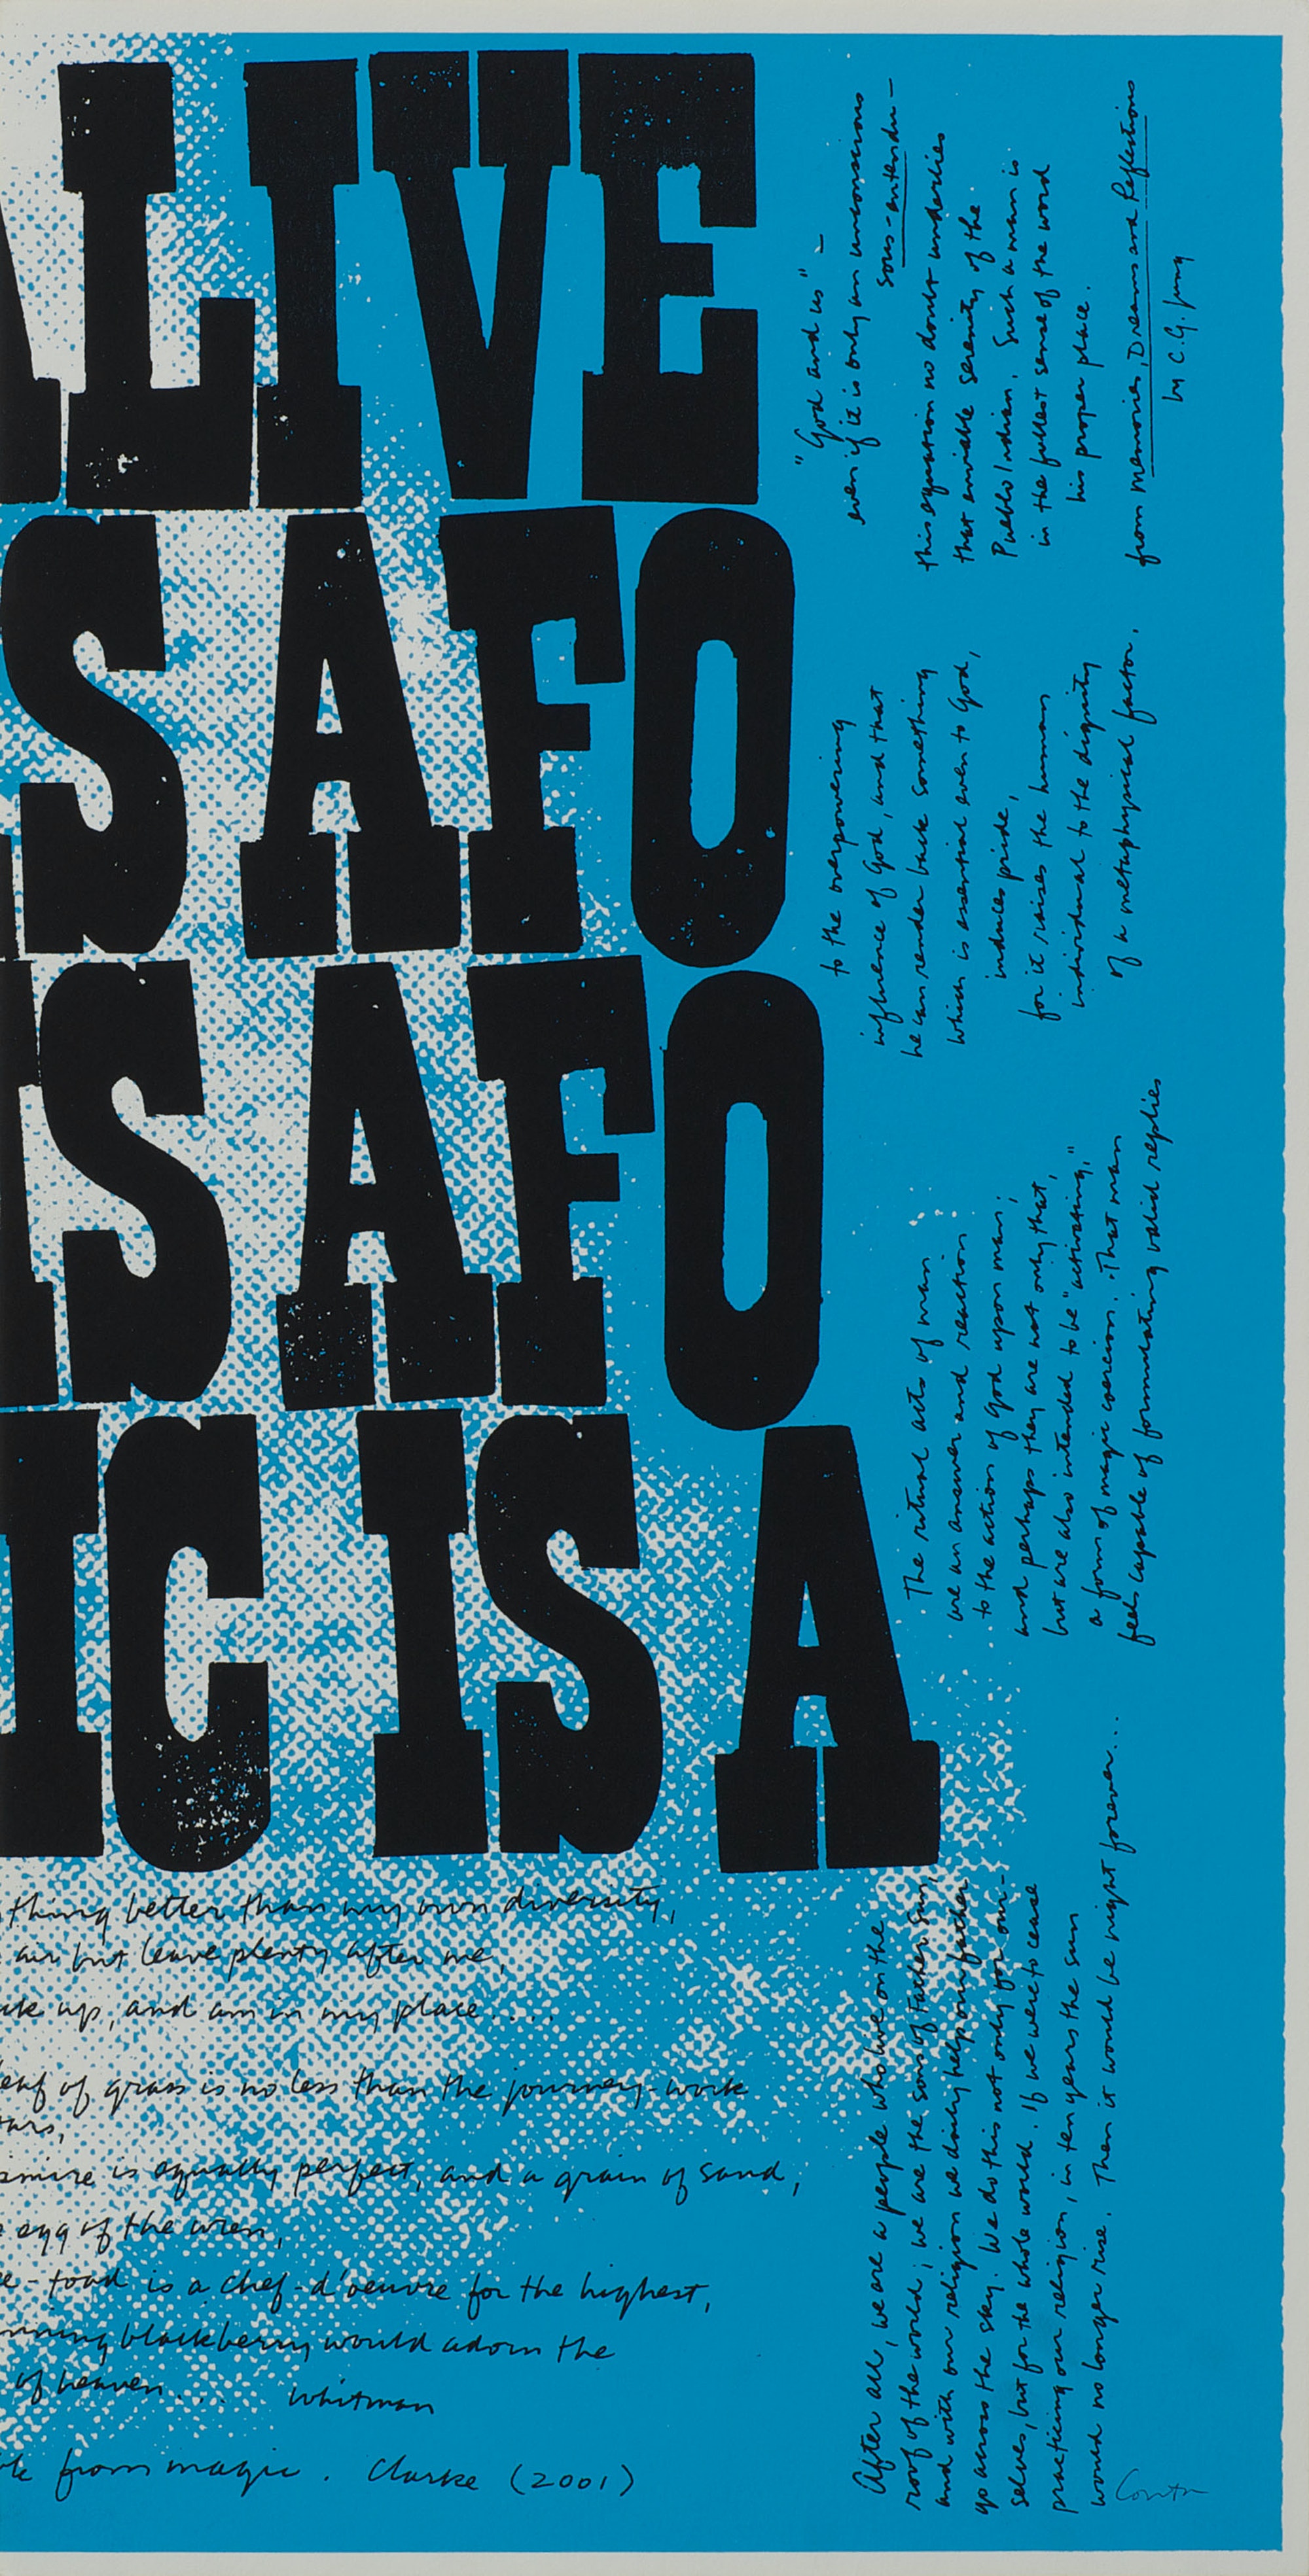 LIVE
S A FO
IS A FO
IC IS A
thing better than my own diversity,
air but leave plenty after me,
up, and am in my place....
leaf of grass is no less than the journey-work
tars,
smire is equally perfect, and a grain of sand,
egg of the wren,
e-toad is a chef-d'oeuvre for the highest,
nning blackberry would adorn the
of heaven.... Whitman
from magic. Clarke (2001)
After all, we are a people who live on the
roof of the world; we are the sons of Father Sun,
and with our religion we daily help our father
go across the sky. We do this not only for our-
selves, but for the whole world. If we were to cease
practicing our religion, in ten years the sun
would no longer rise. Then it would be night forever...
The ritual acts of man
are an answer and reaction
to the action of God upon man;
and perhaps they are not only that,
but are also intended to be "activating,"
a form of magic coercion. That man
feels capable of formulating valid replies
to the overpowering
influence of God, and that
he can render back something
which is essential even to God,
induces pride,
for it raises the human
individual to the dignity
of a metaphysical factor.
"God and us" –
even if it is only an unconscious
sous-entendu –
this equation no doubt underlies
that enviable serenity of the
Pueblo Indian. Such a man is
in the fullest sense of the word
his proper place.
from Memories, Dreams and Reflections
by C.G. Jung
Corita